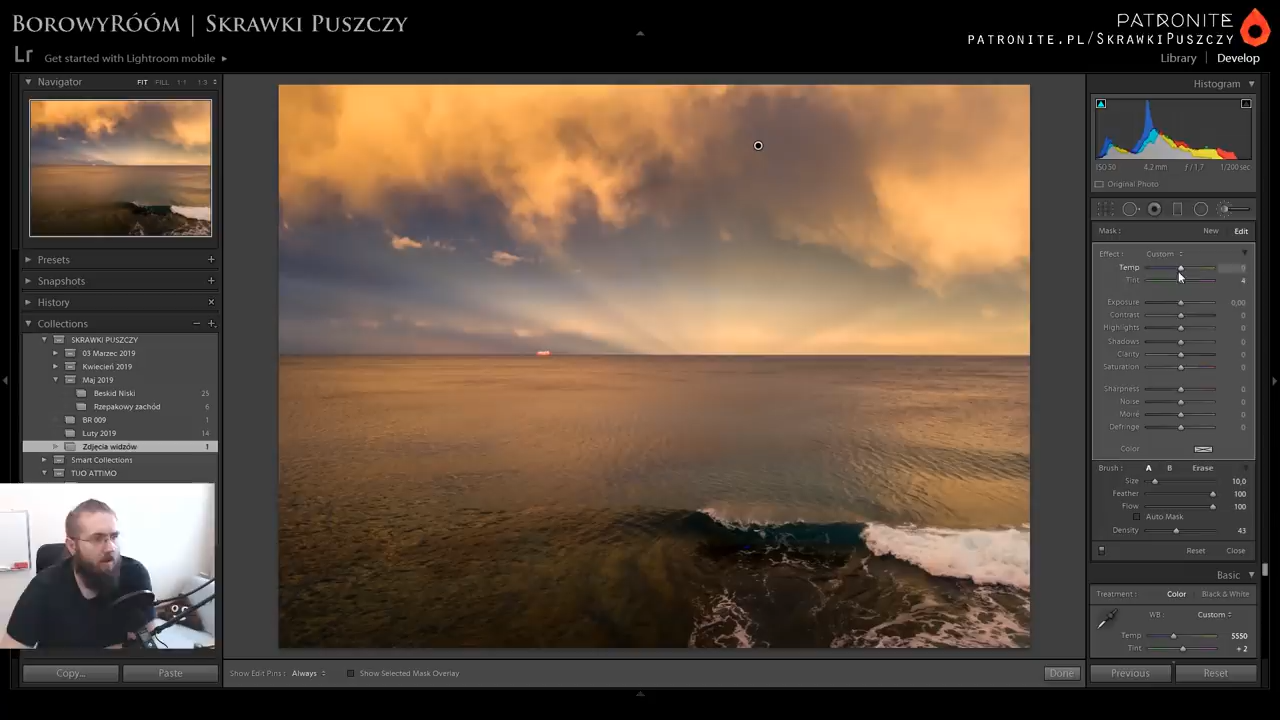 BorowyRóóm | Skrawki Puszczy
PATRONITE
PATRONITE.PL/SKRAWKIPUSZCZY
Lr Get started with Lightroom mobile
Library | Develop
Navigator FIT FILL 1:1 1:3
Histogram
ISO 50 4.2 mm f / 1,7 1/200 sec
Original Photo
Mask : New Edit
Effect : Custom
Temp
Tint 4
Exposure 0,00
Contrast 0
Highlights 0
Shadows 0
Clarity 0
Saturation 0
Sharpness 0
Noise 0
Moiré 0
Defringe 0
Color
Brush : A B Erase
Size 10,0
Feather 100
Flow 100
Auto Mask
Density 43
Reset Close
Basic
Treatment : Color Black & White
WB : Custom
Temp 5550
Tint + 2
Previous Reset
Presets
Snapshots
History
Collections
SKRAWKI PUSZCZY
03 Marzec 2019
Kwiecień 2019
Maj 2019
Beskid Niski 25
Rzepakowy zachód 6
BR 009 1
Luty 2019 14
Zdjęcia widzów 1
Smart Collections
TUO ATTIMO
Copy... Paste
Show Edit Pins : Always Show Selected Mask Overlay Done